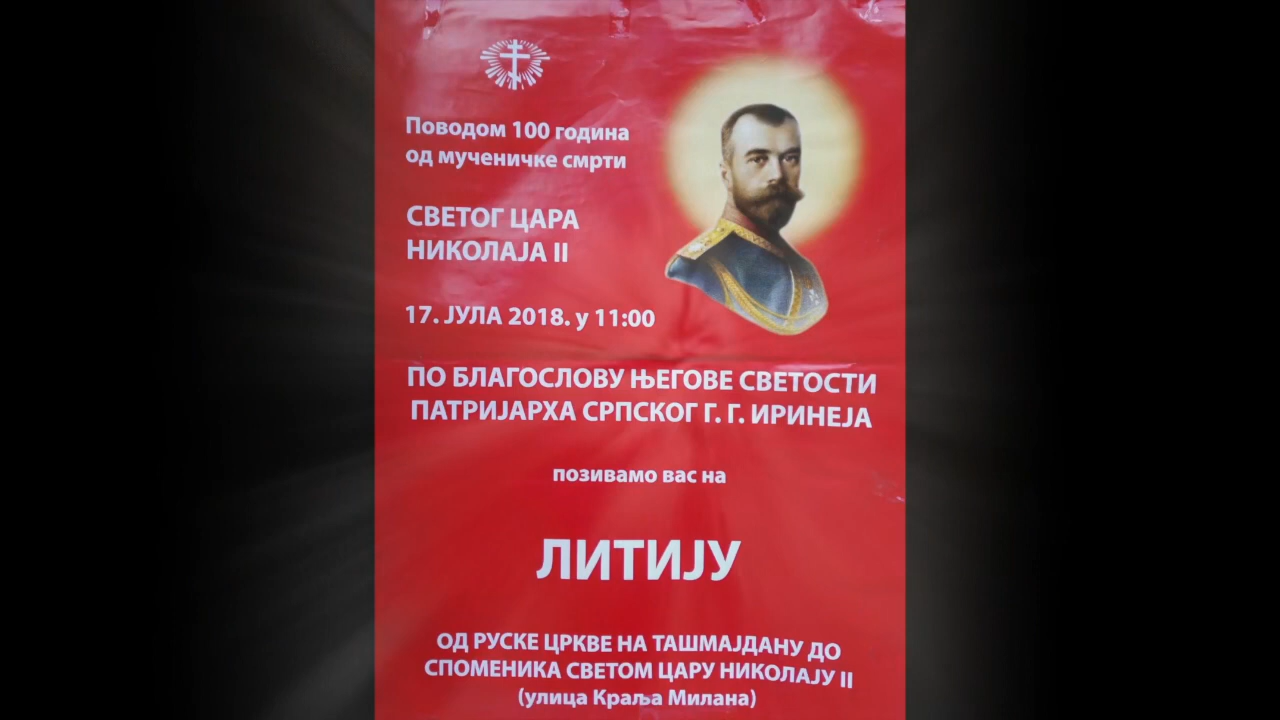 Поводом 100 година
од мученичке смрти
СВЕТОГ ЦАРА
НИКОЛАЈА II
17. ЈУЛА 2018. у 11:00
ПО БЛАГОСЛОВУ ЊЕГОВЕ СВЕТОСТИ
ПАТРИЈАРХА СРПСКОГ Г. Г. ИРИНЕЈА
позивамо вас на
ЛИТИЈУ
ОД РУСКЕ ЦРКВЕ НА ТАШМАЈДАНУ ДО
СПОМЕНИКА СВЕТОМ ЦАРУ НИКОЛАЈУ II
(улица Краља Милана)